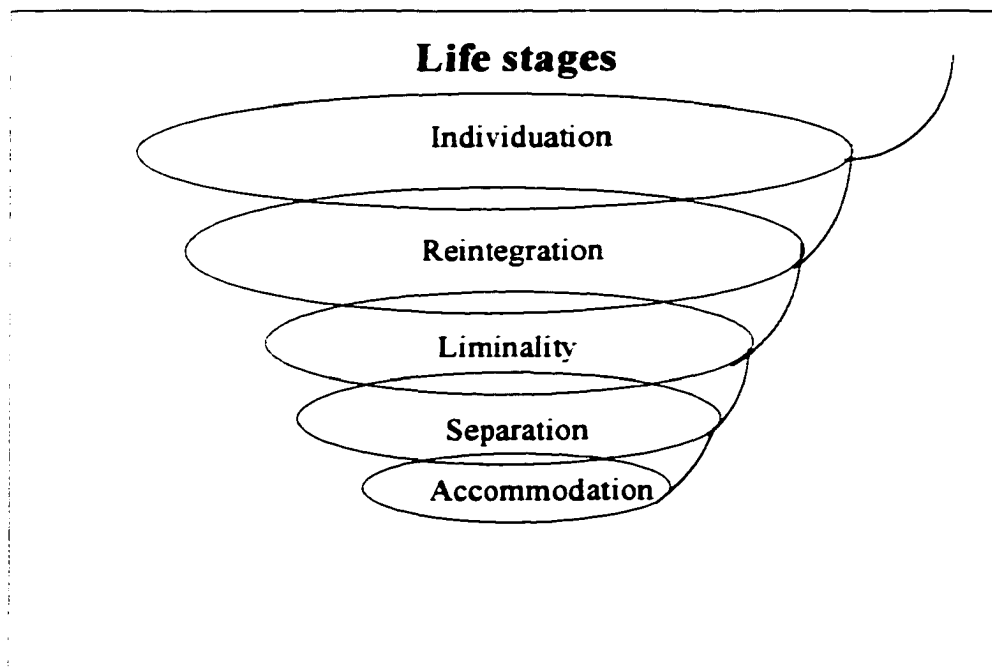 Life stages
Individuation
Reintegration
Liminality
Separation
Accommodation